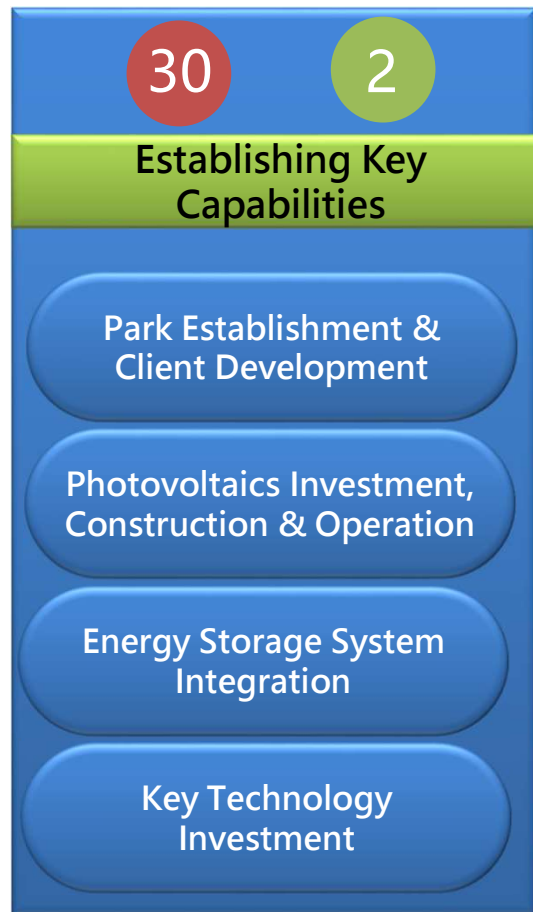 30 2
Establishing Key
Capabilities
Park Establishment &
Client Development
Photovoltaics Investment,
Construction & Operation
Energy Storage System
Integration
Key Technology
Investment